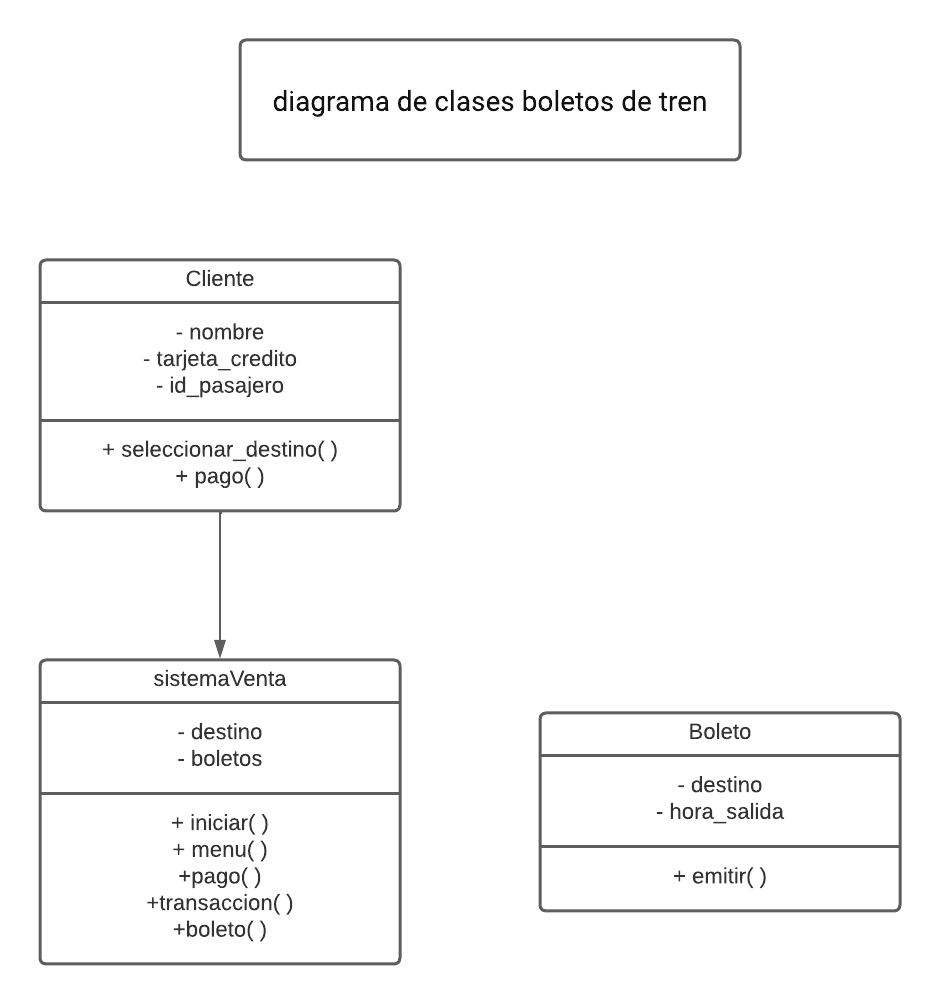 diagrama de clases boletos de tren
Cliente
- nombre
- tarjeta_credito
- id_pasajero
+ seleccionar_destino( )
+ pago( )
sistemaVenta
- destino
- boletos
+ iniciar( )
+ menu( )
+pago( )
+transaccion( )
+boleto( )
Boleto
- destino
- hora_salida
+ emitir( )